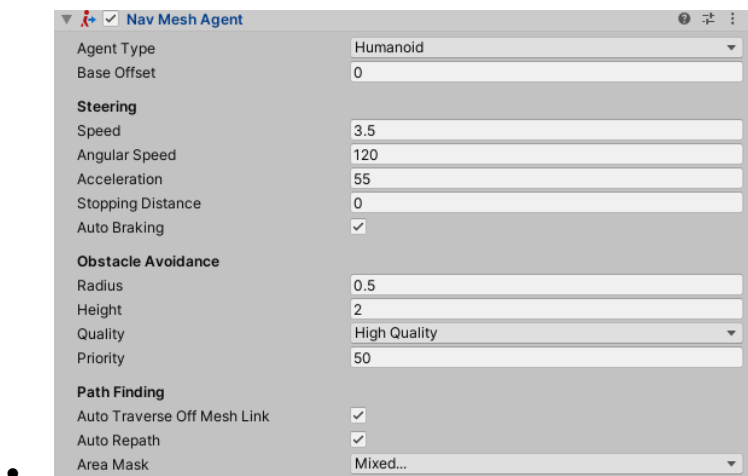 Nav Mesh Agent
Agent Type Humanoid
Base Offset 0
Steering
Speed 3.5
Angular Speed 120
Acceleration 55
Stopping Distance 0
Auto Braking
Obstacle Avoidance
Radius 0.5
Height 2
Quality High Quality
Priority 50
Path Finding
Auto Traverse Off Mesh Link
Auto Repath
Area Mask Mixed...